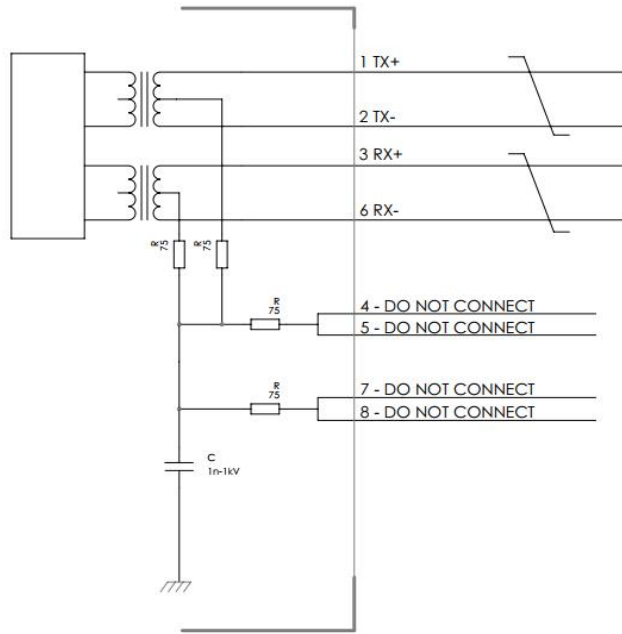 1 TX+
2 TX-
3 RX+
6 RX-
R
75
R
75
R
75
4 - DO NOT CONNECT
5 - DO NOT CONNECT
R
75
7 - DO NOT CONNECT
8 - DO NOT CONNECT
C
1n-1kV